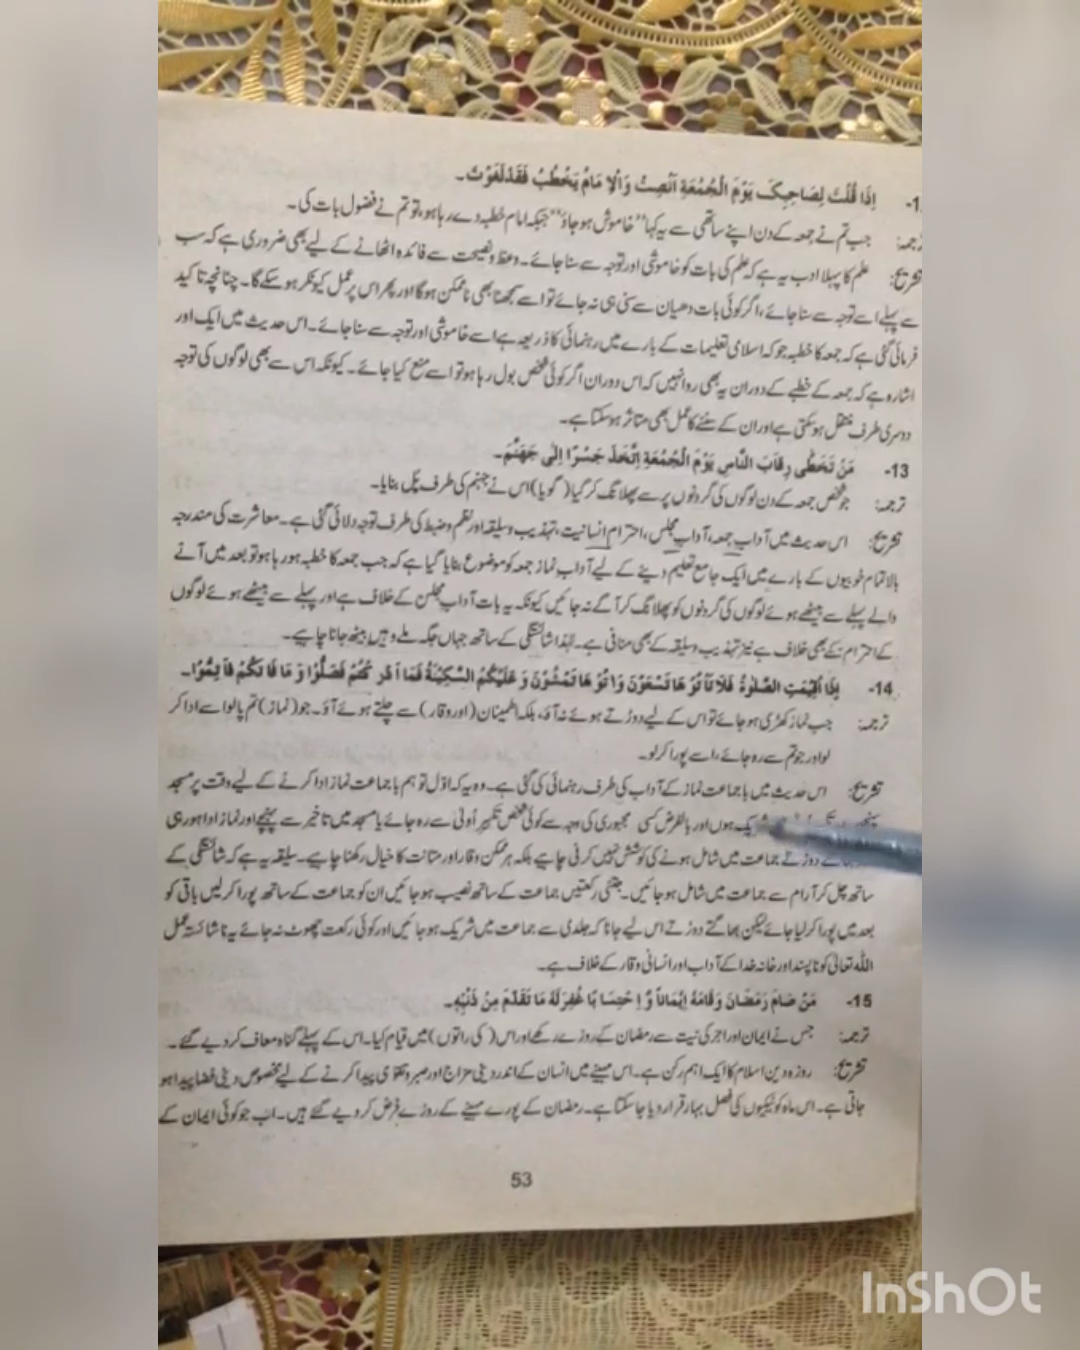 -1 إِذَا قُلْتَ لِصَاحِبِكَ يَوْمَ الْجُمُعَةِ اَنْصِتْ وَالْاِ مَامُ يَخْطُبُ فَقَدْلَغَوْتَ۔
ترجمہ: جب تم نے جمعہ کے دن اپنے ساتھی سے یہ کہا ”خاموش ہو جاؤ“ جبکہ امام خطبہ دے رہا ہو، تو تم نے فضول بات کی۔
تشریح: علم کا پہلا ادب یہ ہے کہ علم کی بات کو خاموشی اور توجہ سے سنا جائے۔ وعظ و نصیحت سے فائدہ اٹھانے کے لیے بھی ضروری ہے کہ سب
سے پہلے اسے توجہ سے سنا جائے، اگر کوئی بات دھیان سے سنی ہی نہ جائے تو اسے سمجھنا بھی ناممکن ہوگا اور پھر اس پر عمل کیونکر ہو سکے گا۔ چنانچہ تاکید
فرمائی گئی ہے کہ جمعہ کا خطبہ جو کہ اسلامی تعلیمات کے بارے میں رہنمائی کا ذریعہ ہے اسے خاموشی اور توجہ سے سنا جائے۔ اس حدیث میں ایک اور
اشارہ ہے کہ جمعہ کے خطبے کے دوران یہ بھی روا نہیں کہ اس دوران اگر کوئی شخص بول رہا ہو تو اسے منع کیا جائے۔ کیونکہ اس سے بھی لوگوں کی توجہ
دوسری طرف منتقل ہو سکتی ہے اور ان کے سننے کا عمل بھی متاثر ہو سکتا ہے۔
-13 مَنْ تَخَطّٰى رِقَابَ النَّاسِ يَوْمَ الْجُمُعَةِ اِتَّخَذَ جَسْرًا اِلٰى جَهَنَّمَ۔
ترجمہ: جو شخص جمعہ کے دن لوگوں کی گردنوں پر سے پھلانگ کر گیا (گویا) اس نے جہنم کی طرف پُل بنایا۔
تشریح: اس حدیث میں آدابِ جمعہ، آدابِ مجلس، احترامِ انسانیت، تہذیب و سلیقہ اور نظم و ضبط کی طرف توجہ دلائی گئی ہے۔ معاشرت کی مندرجہ
بالا تمام خوبیوں کے بارے میں ایک جامع تعلیم دینے کے لیے آدابِ نماز جمعہ کو موضوع بنایا گیا ہے کہ جب جمعہ کا خطبہ ہو رہا ہو تو بعد میں آنے
والے پہلے سے بیٹھے ہوئے لوگوں کی گردنوں کو پھلانگ کر آگے نہ جائیں کیونکہ یہ بات آدابِ مجلس کے خلاف ہے اور پہلے سے بیٹھے ہوئے لوگوں
کے احترام کے بھی خلاف ہے نیز تہذیب و سلیقہ کے بھی منافی ہے۔ لہٰذا شائستگی کے ساتھ جہاں جگہ ملے وہیں بیٹھ جانا چاہیے۔
-14 اِذَا اُقِيْمَتِ الصَّلٰوةُ فَلَا تَاْتُوْ هَا تَسْعَوْنَ وَاْتُوْ هَا تَمْشُوْنَ وَ عَلَيْكُمُ السَّكِيْنَةُ فَمَا اَدْرَ كْتُمْ فَصَلُّوْا وَ مَا فَا تَكُمْ فَاَ تِمُّوْا۔
ترجمہ: جب نماز کھڑی ہو جائے تو اس کے لیے دوڑتے ہوئے نہ آؤ، بلکہ اطمینان (اور وقار) سے چلتے ہوئے آؤ۔ جو (نماز) تم پا لو اسے ادا کر
لو اور جو تم سے رہ جائے، اسے پورا کر لو۔
تشریح: اس حدیث میں باجماعت نماز کے آداب کی طرف رہنمائی کی گئی ہے۔ وہ یہ کہ اوّل تو ہم باجماعت نماز ادا کرنے کے لیے وقت پر مسجد
شریک ہوں اور بالفرض کسی مجبوری کی وجہ سے کوئی شخص تکبیر اُولیٰ سے رہ جائے یا مسجد میں تاخیر سے پہنچے اور نماز ادا ہو رہی
دوڑتے جماعت میں شامل ہونے کی کوشش نہیں کرنی چاہیے بلکہ ہر ممکن وقار اور متانت کا خیال رکھنا چاہیے۔ سلیقہ یہ ہے کہ شائستگی کے
ساتھ چل کر آرام سے جماعت میں شامل ہو جائیں۔ جتنی رکعتیں جماعت کے ساتھ نصیب ہو جائیں ان کو جماعت کے ساتھ پورا کر لیں باقی کو
بعد میں پورا کر لیا جائے لیکن بھاگتے دوڑتے اس لیے جانا کہ جلدی سے جماعت میں شریک ہو جائیں اور کوئی رکعت چھوٹ نہ جائے یہ ناشائستہ عمل
اللہ تعالیٰ کو ناپسند اور خانہ خدا کے آداب اور انسانی وقار کے خلاف ہے۔
-15 مَنْ صَامَ رَمَضَانَ وَقَامَهٗ اِيْمَاناً وَّ اِ حْتِسَا بًا غُفِرَلَهٗ مَا تَقَدَّمَ مِنْ ذَنْۢبِهٖ۔
ترجمہ: جس نے ایمان اور اجر کی نیت سے رمضان کے روزے رکھے اور اس (کی راتوں) میں قیام کیا۔ اس کے پہلے گناہ معاف کر دیے گئے۔
تشریح: روزہ دین اسلام کا ایک اہم رکن ہے۔ اس مہینے میں انسان کے اندر دینی مزاج اور صبر و تقویٰ پیدا کرنے کے لیے مخصوص دینی فضا پیدا ہو
جاتی ہے۔ اس ماہ کو نیکیوں کی فصل بہار قرار دیا جا سکتا ہے۔ رمضان کے پورے مہینے کے روزے فرض کر دیے گئے ہیں۔ اب جو کوئی ایمان کے
53
InShOt